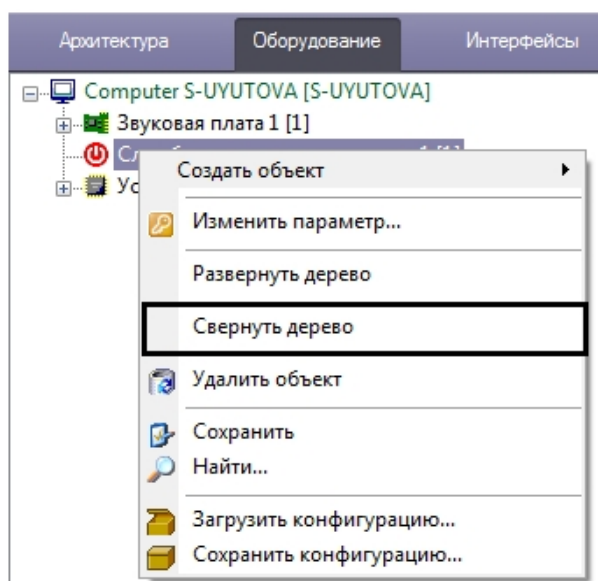 Архитектура Оборудование Интерфейсы
Computer S-UYUTOVA [S-UYUTOVA]
Звуковая плата 1 [1]
Создать объект
Изменить параметр...
Развернуть дерево
Свернуть дерево
Удалить объект
Сохранить
Найти...
Загрузить конфигурацию...
Сохранить конфигурацию...